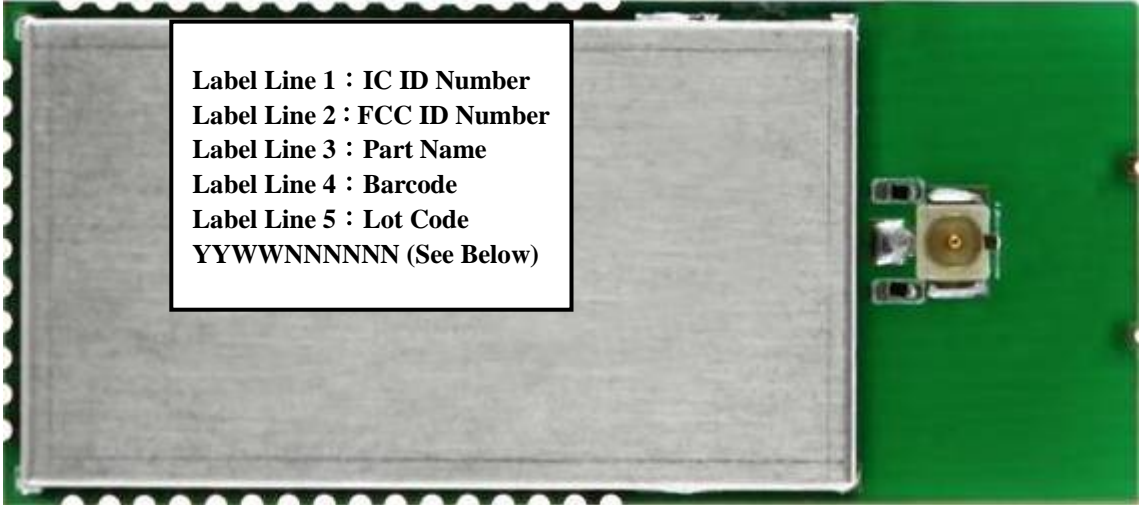 Label Line 1：IC ID Number
Label Line 2：FCC ID Number
Label Line 3：Part Name
Label Line 4：Barcode
Label Line 5：Lot Code
YYWWNNNNNN (See Below)